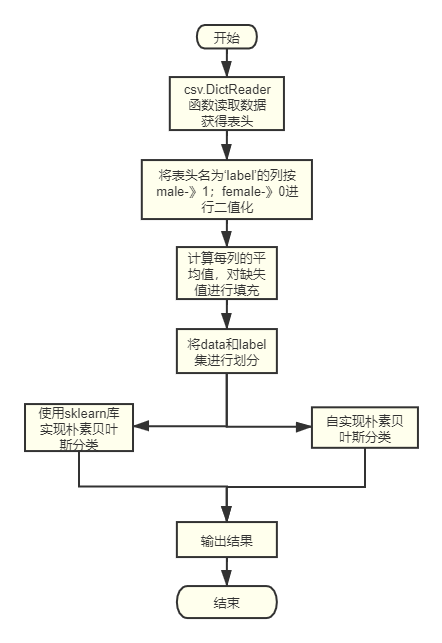 开始
csv.DictReader
函数读取数据
获得表头
将表头名为‘label’的列按
male-》1；female-》0进
行二值化
计算每列的平
均值，对缺失
值进行填充
将data和label
集进行划分
使用sklearn库
实现朴素贝叶
斯分类
自实现朴素贝
叶斯分类
输出结果
结束